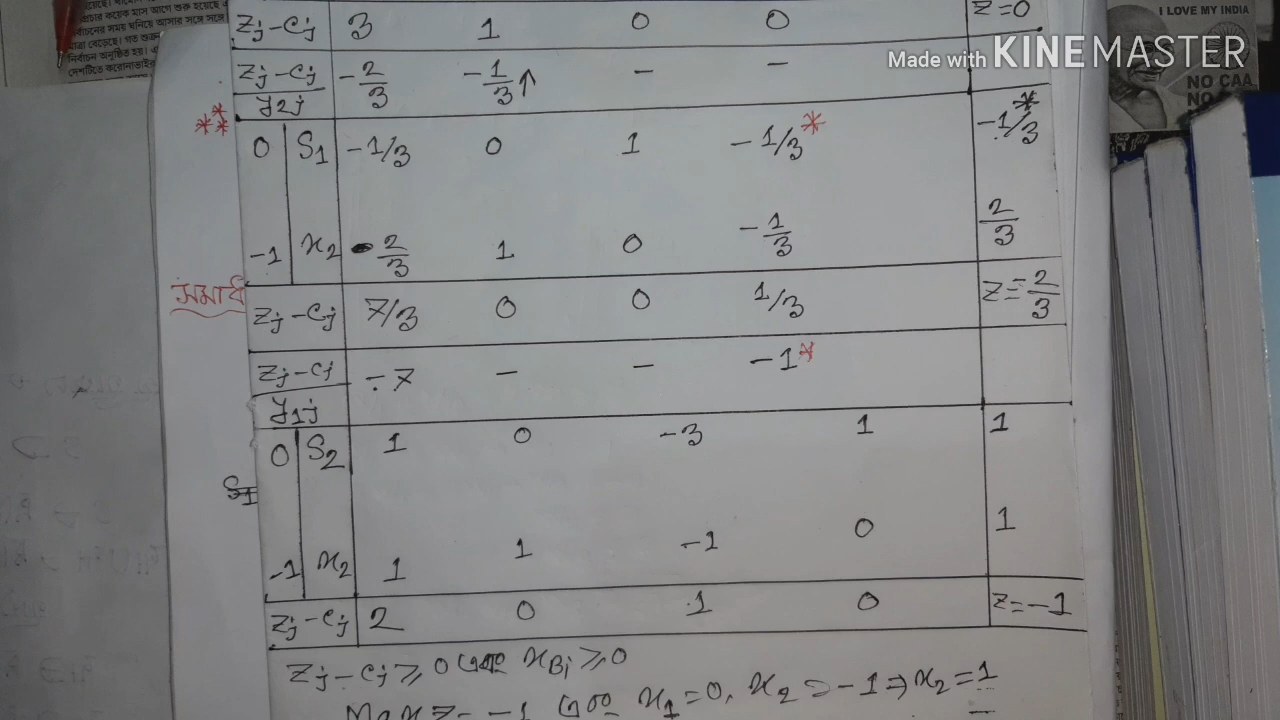 I LOVE MY INDIA
Made with KINEMASTER
NO CAA
NO
Zj-Cj 3 1 0 0 Z=0
Zj-Cj/y2j -2/3 -1/3↑ - -
*** 0 S1 -1/3 0 1 -1/3* -1/3*
-1 x2 2/3 1 0 -1/3 2/3
Zj-Cj 7/3 0 0 1/3 Z=-2/3
Zj-Cj/y1j -7 - - -1*
0 S2 1 0 -3 1 1
S1
-1 x2 1 1 -1 0 1
Zj-Cj 2 0 1 0 Z=-1
Zj-Cj≥0 এবং xBi≥0
Max Z=-1 এবং x1=0, x2=-1⇒x2=1